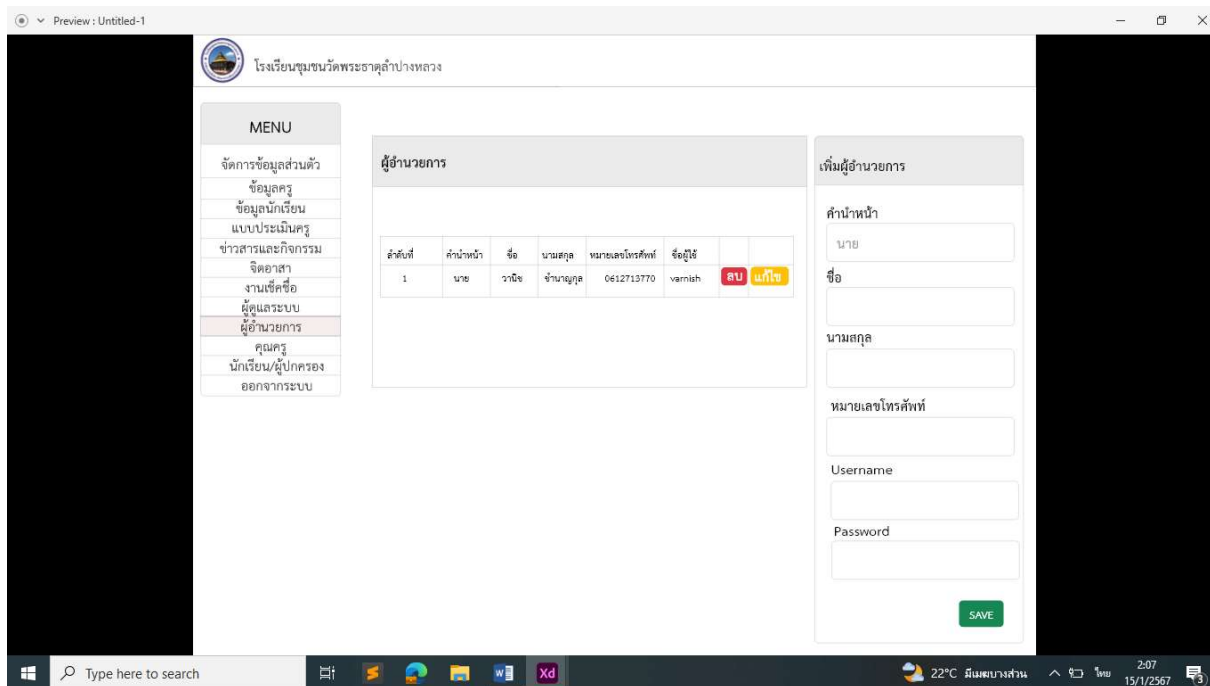 Preview : Untitled-1
โรงเรียนชุมชนวัดพระธาตุลำปางหลวง
MENU
จัดการข้อมูลส่วนตัว
ข้อมูลครู
ข้อมูลนักเรียน
แบบประเมินครู
ข่าวสารและกิจกรรม
จิตอาสา
งานเช็คชื่อ
ผู้ดูแลระบบ
ผู้อำนวยการ
คุณครู
นักเรียน/ผู้ปกครอง
ออกจากระบบ
ผู้อำนวยการ
ลำดับที่ คำนำหน้า ชื่อ นามสกุล หมายเลขโทรศัพท์ ชื่อผู้ใช้
1 นาย วานิช ชำนาญกุล 0612713770 varnish ลบ แก้ไข
เพิ่มผู้อำนวยการ
คำนำหน้า
นาย
ชื่อ
นามสกุล
หมายเลขโทรศัพท์
Username
Password
SAVE
Type here to search
Xd
22°C มีเมฆบางส่วน
ไทย
2:07
15/1/2567
3